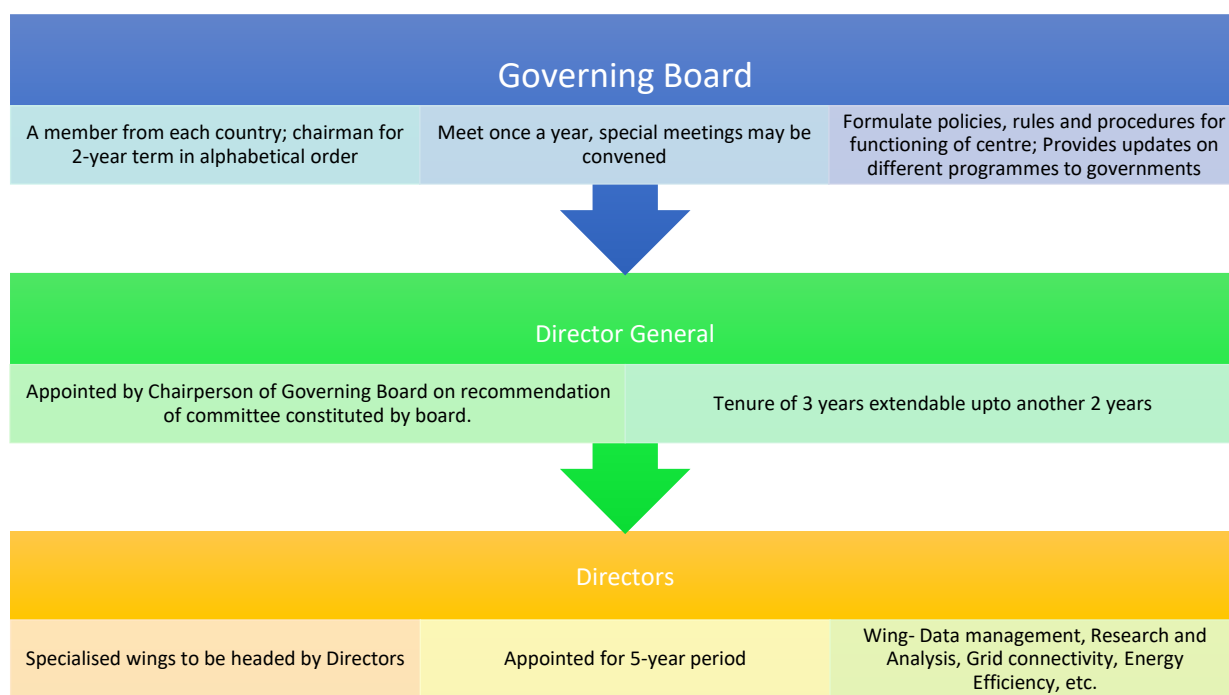 Governing Board
A member from each country; chairman for
2-year term in alphabetical order
Meet once a year, special meetings may be
convened
Formulate policies, rules and procedures for
functioning of centre; Provides updates on
different programmes to governments
Director General
Appointed by Chairperson of Governing Board on recommendation
of committee constituted by board.
Tenure of 3 years extendable upto another 2 years
Directors
Specialised wings to be headed by Directors
Appointed for 5-year period
Wing- Data management, Research and
Analysis, Grid connectivity, Energy
Efficiency, etc.